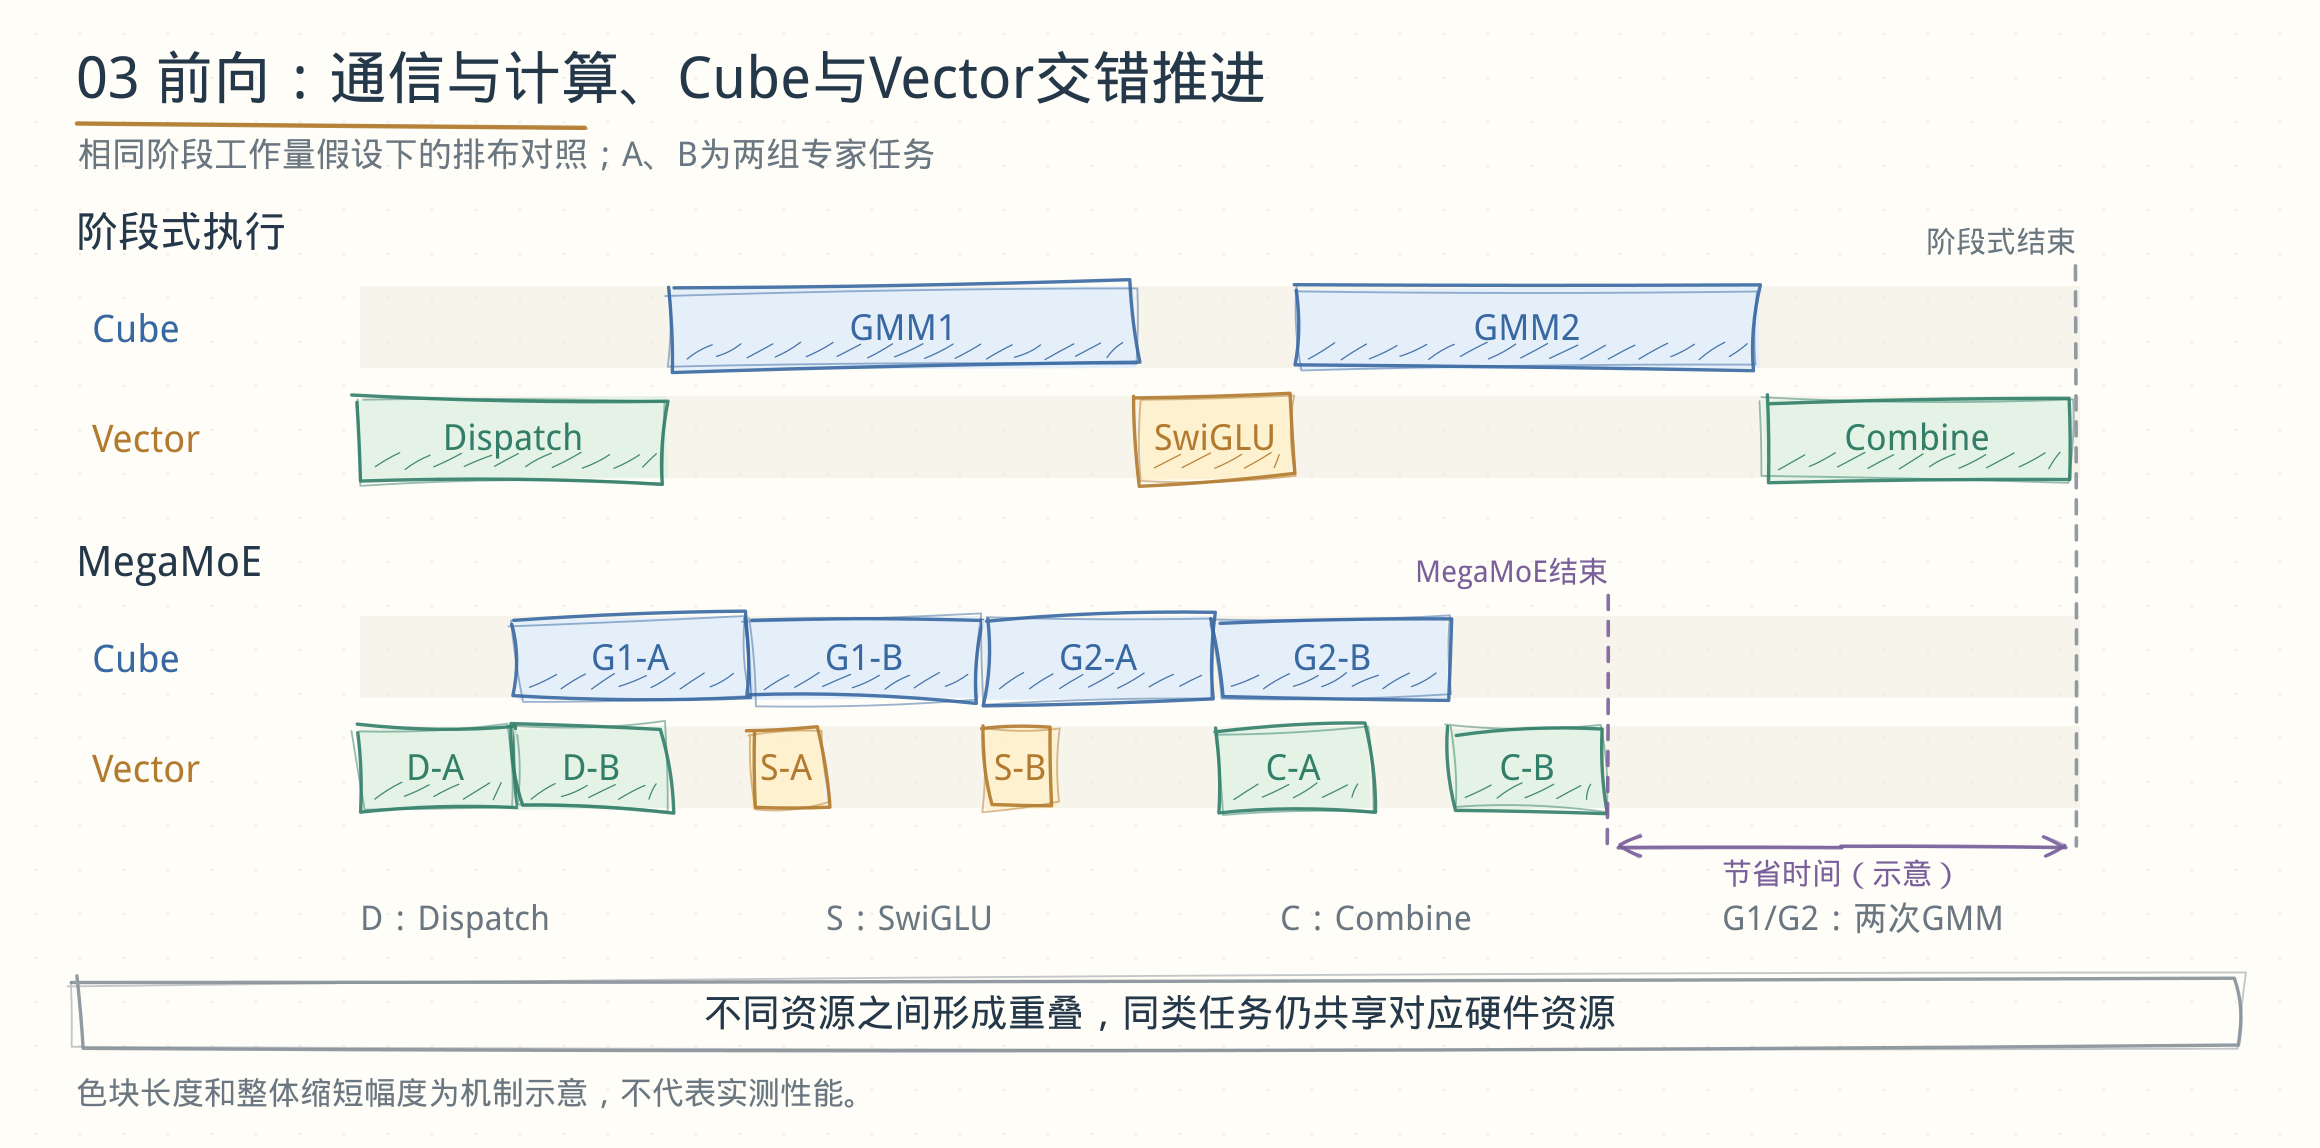 03 前向：通信与计算、Cube与Vector交错推进
相同阶段工作量假设下的排布对照；A、B为两组专家任务
阶段式执行
阶段式结束
Cube
GMM1
GMM2
Vector
Dispatch
SwiGLU
Combine
MegaMoE
MegaMoE结束
Cube
G1-A
G1-B
G2-A
G2-B
Vector
D-A
D-B
S-A
S-B
C-A
C-B
节省时间（示意）
D：Dispatch
S：SwiGLU
C：Combine
G1/G2：两次GMM
不同资源之间形成重叠，同类任务仍共享对应硬件资源
色块长度和整体缩短幅度为机制示意，不代表实测性能。